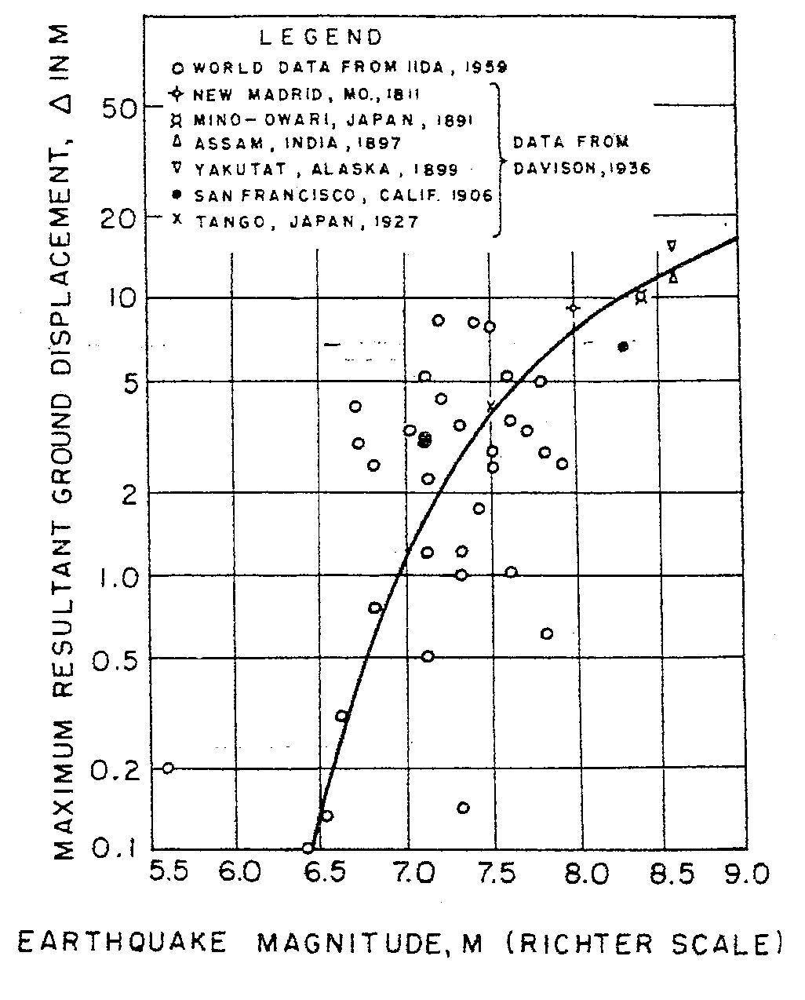 LEGEND
WORLD DATA FROM IIDA, 1959
NEW MADRID, MO., 1811
MINO-OWARI, JAPAN, 1891
ASSAM, INDIA, 1897
YAKUTAT, ALASKA, 1899
SAN FRANCISCO, CALIF. 1906
TANGO, JAPAN, 1927
DATA FROM
DAVISON, 1936
MAXIMUM RESULTANT GROUND DISPLACEMENT, Δ IN M
50
20
10
5
2
1.0
0.5
0.2
0.1
5.5 6.0 6.5 7.0 7.5 8.0 8.5 9.0
EARTHQUAKE MAGNITUDE, M (RICHTER SCALE)